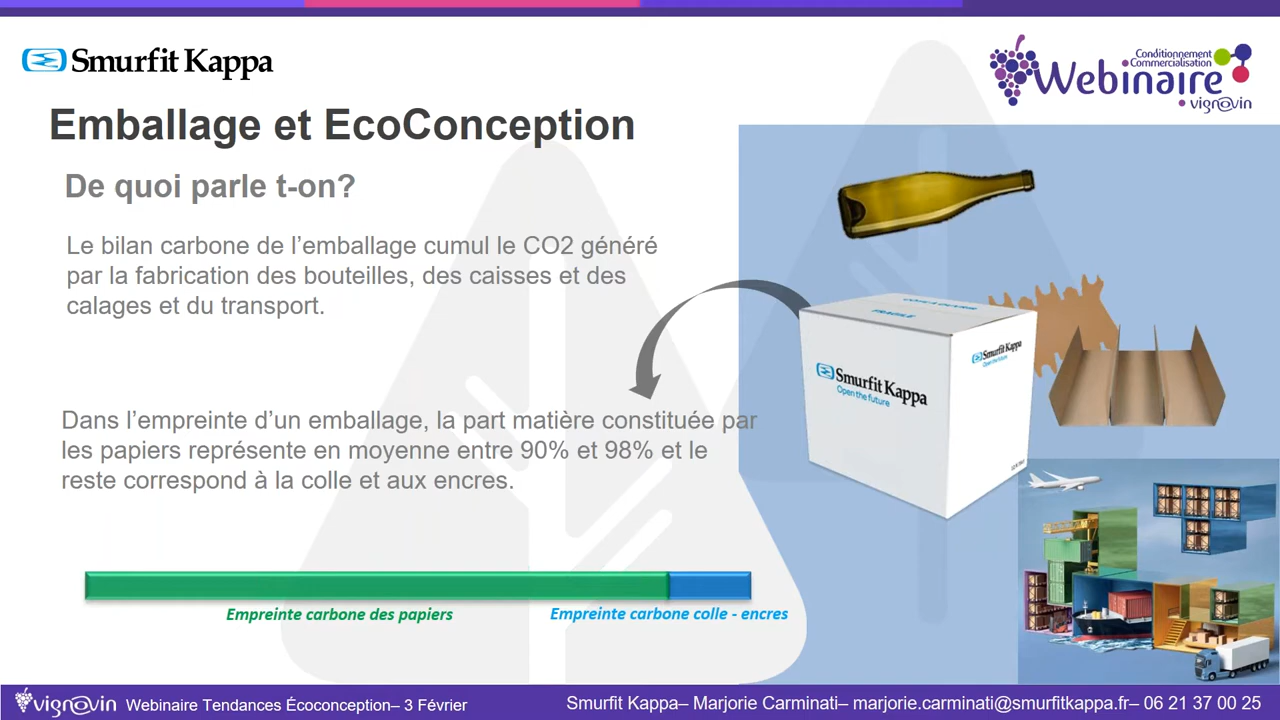 Smurfit Kappa
Conditionnement
Commercialisation
Webinaire
vignovin
Emballage et EcoConception
De quoi parle t-on?
Le bilan carbone de l’emballage cumul le CO2 généré
par la fabrication des bouteilles, des caisses et des
calages et du transport.
FRAGILE
Smurfit Kappa
Open the future
Smurfit Kappa
Open the future
Dans l’empreinte d’un emballage, la part matière constituée par
les papiers représente en moyenne entre 90% et 98% et le
reste correspond à la colle et aux encres.
Empreinte carbone des papiers
Empreinte carbone colle - encres
vignovin Webinaire Tendances Écoconception– 3 Février
Smurfit Kappa– Marjorie Carminati– marjorie.carminati@smurfitkappa.fr– 06 21 37 00 25